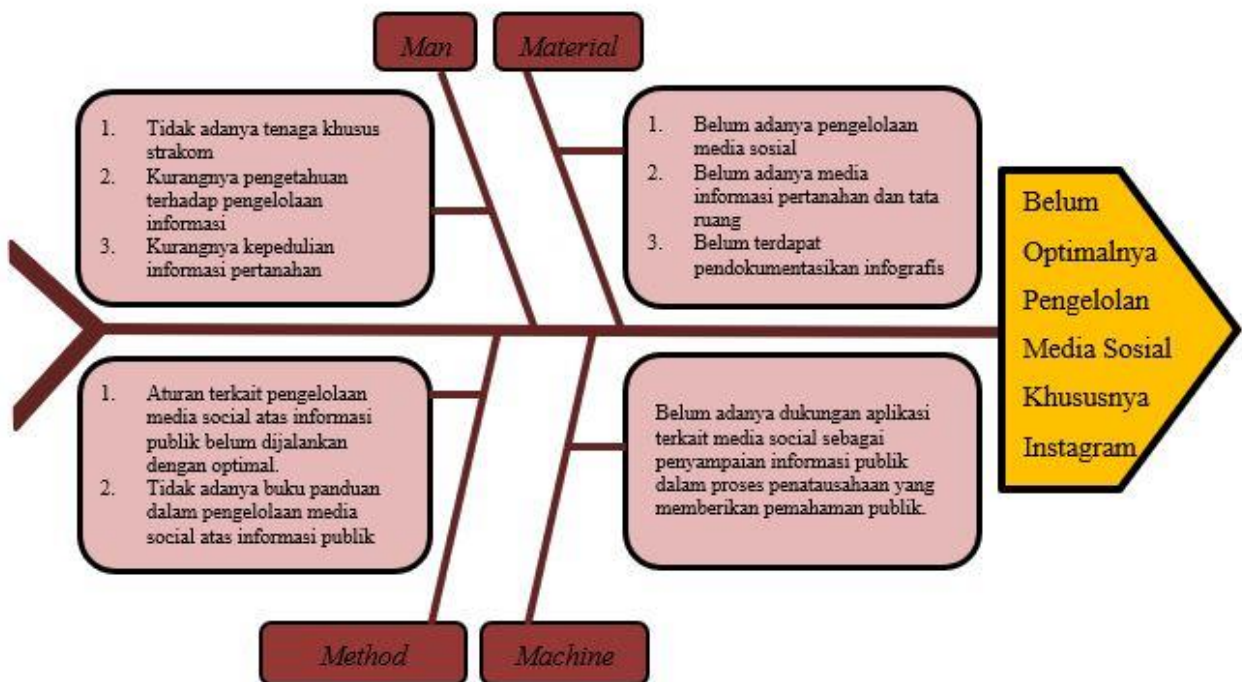 Man
Material
1. Tidak adanya tenaga khusus
strakom
2. Kurangnya pengetahuan
terhadap pengelolaan
informasi
3. Kurangnya kepedulian
informasi pertanahan
1. Belum adanya pengelolaan
media sosial
2. Belum adanya media
informasi pertanahan dan tata
ruang
3. Belum terdapat
pendokumentasikan infografis
Belum
Optimalnya
Pengelolan
Media Sosial
Khususnya
Instagram
1. Aturan terkait pengelolaan
media social atas informasi
publik belum dijalankan
dengan optimal.
2. Tidak adanya buku panduan
dalam pengelolaan media
social atas informasi publik
Belum adanya dukungan aplikasi
terkait media social sebagai
penyampaian informasi publik
dalam proses penatausahaan yang
memberikan pemahaman publik.
Method
Machine